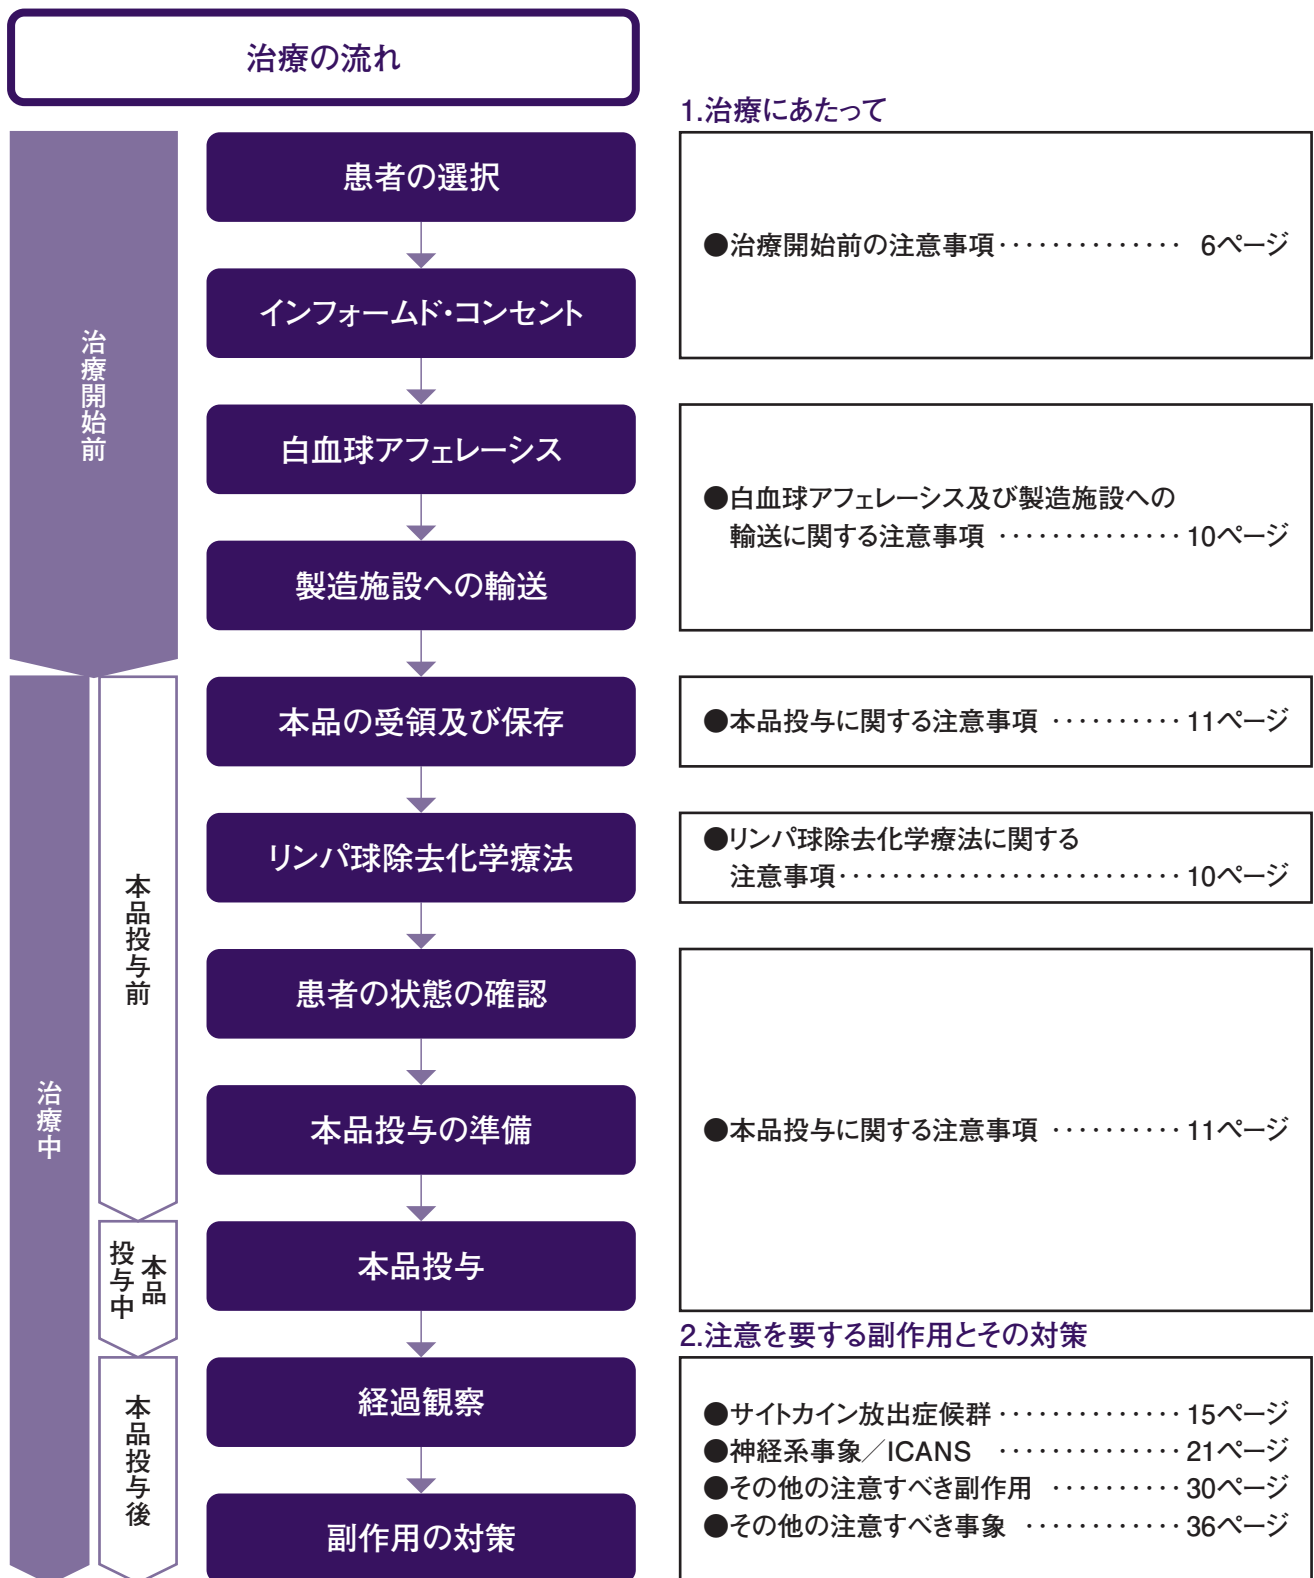 治療の流れ
治療開始前
患者の選択
インフォームド・コンセント
白血球アフェレーシス
製造施設への輸送
治療中
本品投与前
本品の受領及び保存
リンパ球除去化学療法
患者の状態の確認
本品投与の準備
本品
投与中
本品投与
本品投与後
経過観察
副作用の対策
1.治療にあたって
●治療開始前の注意事項‥‥‥‥‥‥‥ 6ページ
●白血球アフェレーシス及び製造施設への
輸送に関する注意事項 ‥‥‥‥‥‥‥10ページ
●本品投与に関する注意事項 ‥‥‥‥‥11ページ
●リンパ球除去化学療法に関する
注意事項‥‥‥‥‥‥‥‥‥‥‥‥‥10ページ
●本品投与に関する注意事項 ‥‥‥‥‥11ページ
2.注意を要する副作用とその対策
●サイトカイン放出症候群‥‥‥‥‥‥‥15ページ
●神経系事象/ICANS ‥‥‥‥‥‥‥21ページ
●その他の注意すべき副作用 ‥‥‥‥‥30ページ
●その他の注意すべき事象 ‥‥‥‥‥‥36ページ